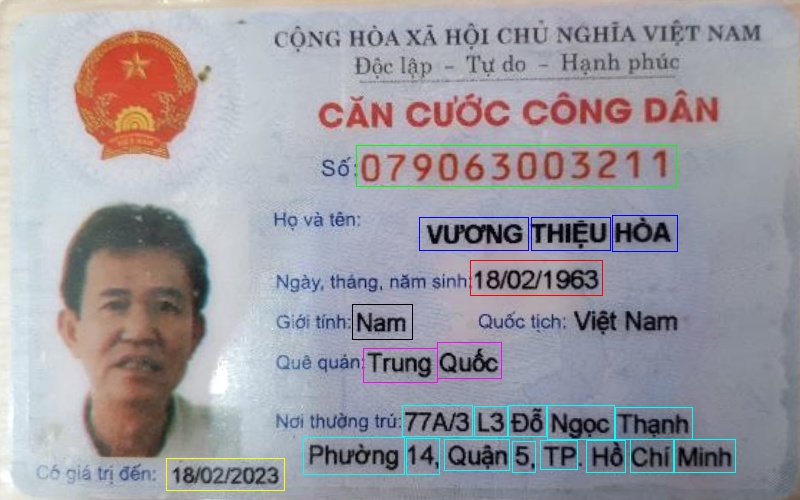 CỘNG HÒA XÃ HỘI CHỦ NGHĨA VIỆT NAM
Độc lập - Tự do - Hạnh phúc
CĂN CƯỚC CÔNG DÂN
Số: 079063003211
Họ và tên:
VƯƠNG THIỆU HÒA
Ngày, tháng, năm sinh: 18/02/1963
Giới tính: Nam Quốc tịch: Việt Nam
Quê quán: Trung Quốc
Nơi thường trú: 77A/3 L3 Đỗ Ngọc Thạnh
Phường 14, Quận 5, TP. Hồ Chí Minh
Có giá trị đến: 18/02/2023